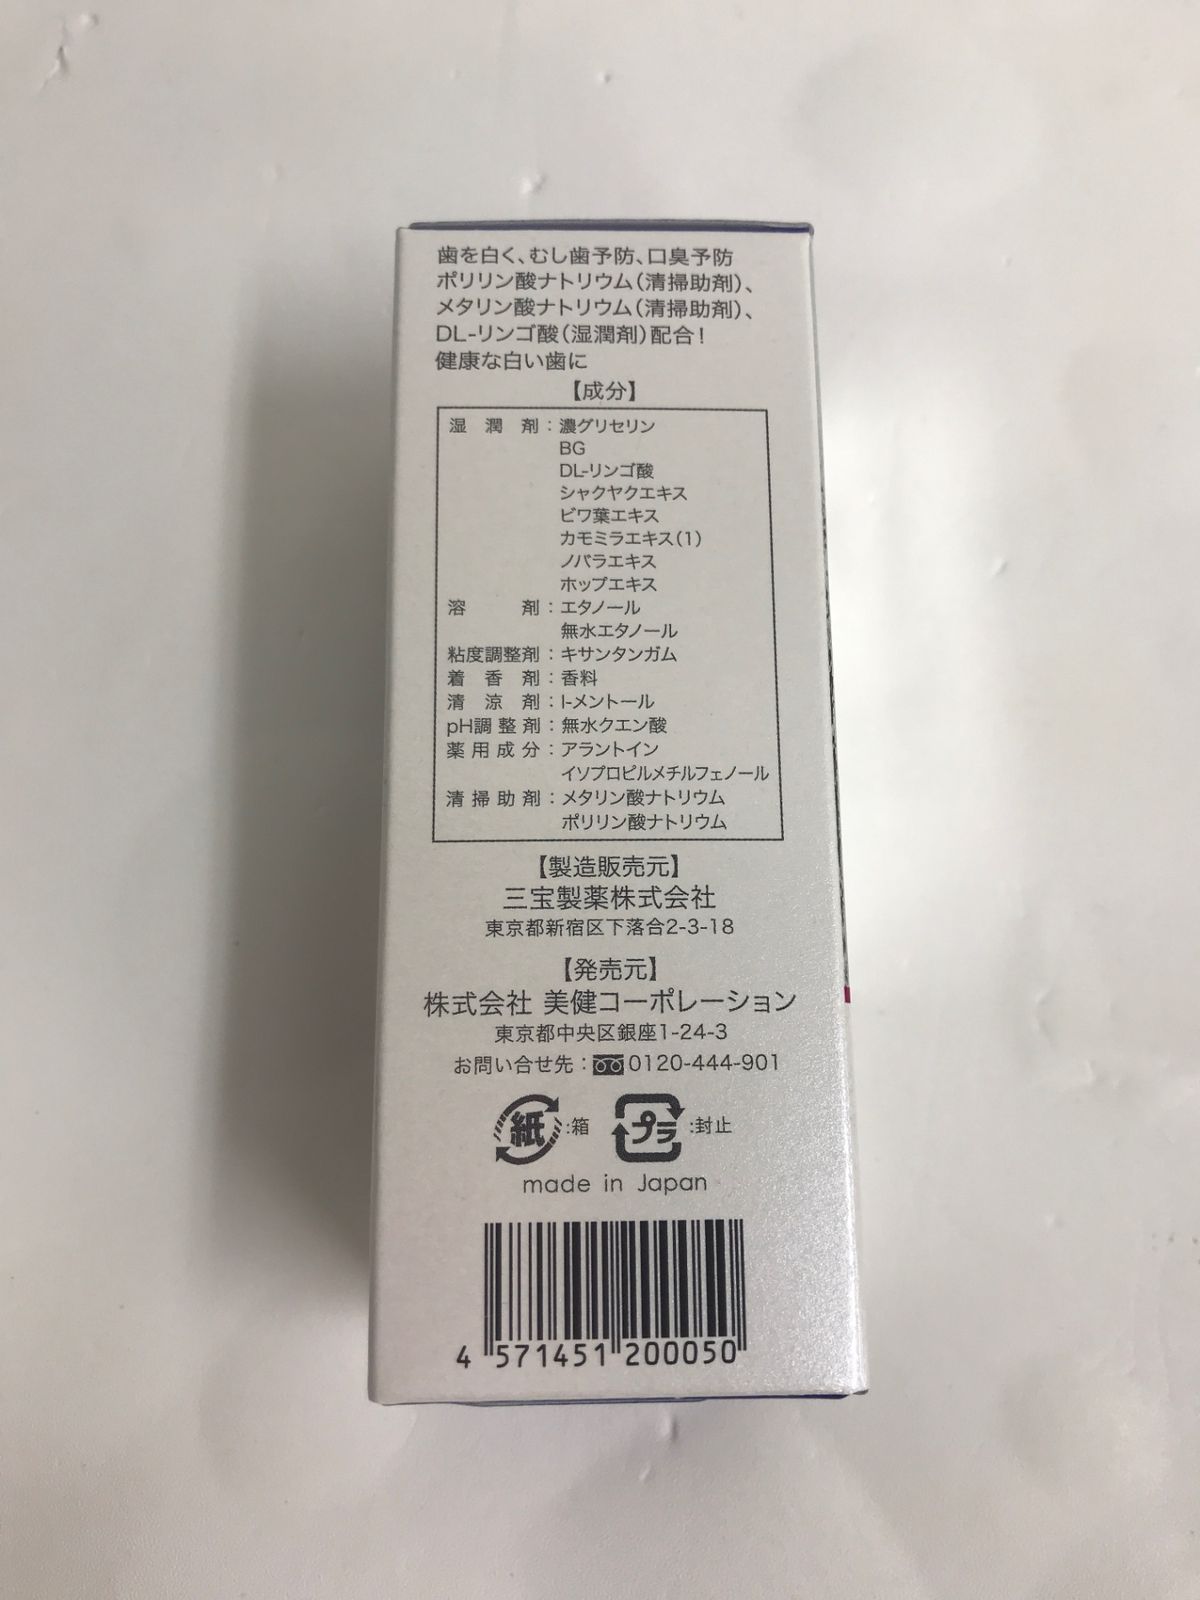 歯を白く、むし歯予防、口臭予防
ポリリン酸ナトリウム(清掃助剤)、
メタリン酸ナトリウム(清掃助剤)、
DL-リンゴ酸(湿潤剤)配合!
健康な白い歯に
【成分】
湿潤剤:濃グリセリン
BG
DL-リンゴ酸
シャクヤクエキス
ビワ葉エキス
カモミラエキス(1)
ノバラエキス
ホップエキス
溶剤:エタノール
無水エタノール
粘度調整剤:キサンタンガム
着香剤:香料
清涼剤:l-メントール
pH調整剤:無水クエン酸
薬用成分:アラントイン
イソプロピルメチルフェノール
清掃助剤:メタリン酸ナトリウム
ポリリン酸ナトリウム
【製造販売元】
三宝製薬株式会社
東京都新宿区下落合2-3-18
【発売元】
株式会社 美健コーポレーション
東京都中央区銀座1-24-3
お問い合せ先:0120-444-901
紙:箱 プラ:封止
made in Japan
4 571451 200050